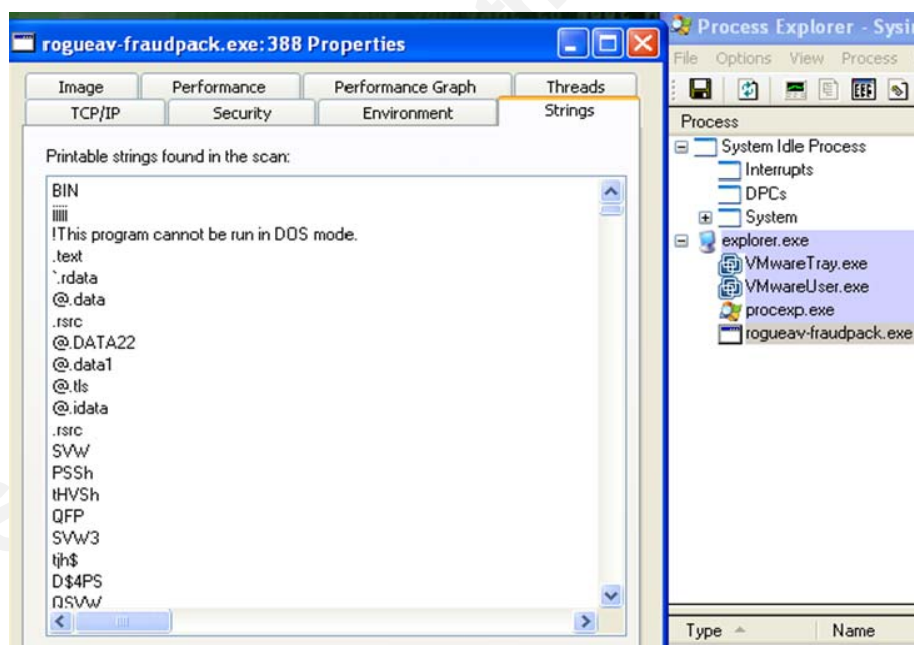 rogueav-fraudpack.exe:388 Properties
Image Performance Performance Graph Threads
TCP/IP Security Environment Strings
Printable strings found in the scan:
BIN
iiiii
!This program cannot be run in DOS mode.
.text
`.rdata
@.data
.rsrc
@.DATA22
@.data1
@.tls
@.idata
.rsrc
SVW
PSSh
tHVSh
QFP
SVW3
tjh$
D$4PS
QSVW
Process Explorer - Sysin
File Options View Process
Process
System Idle Process
Interrupts
DPCs
System
explorer.exe
VMwareTray.exe
VMwareUser.exe
procexp.exe
rogueav-fraudpack.exe
Type Name